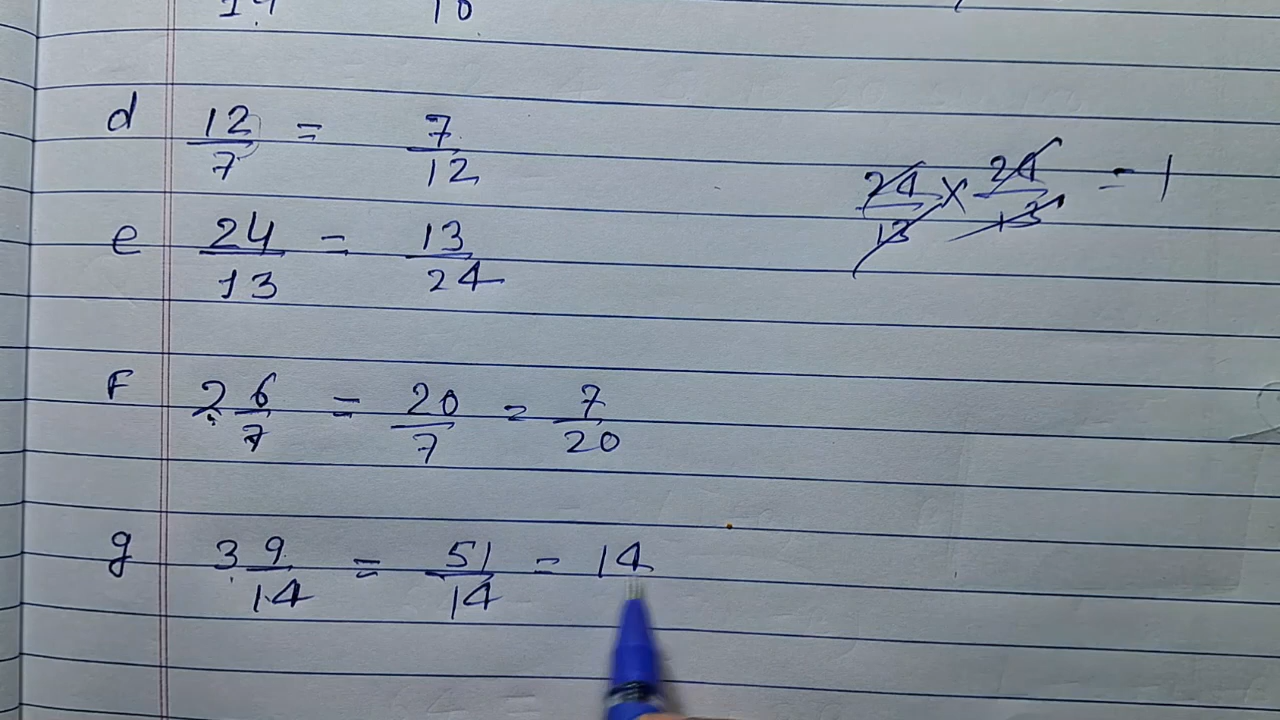 d 12/7 = 7/12
e 24/13 = 13/24
24/13 × 24/13 = 1
F 2 6/7 = 20/7 = 7/20
g 3 9/14 = 51/14 = 14